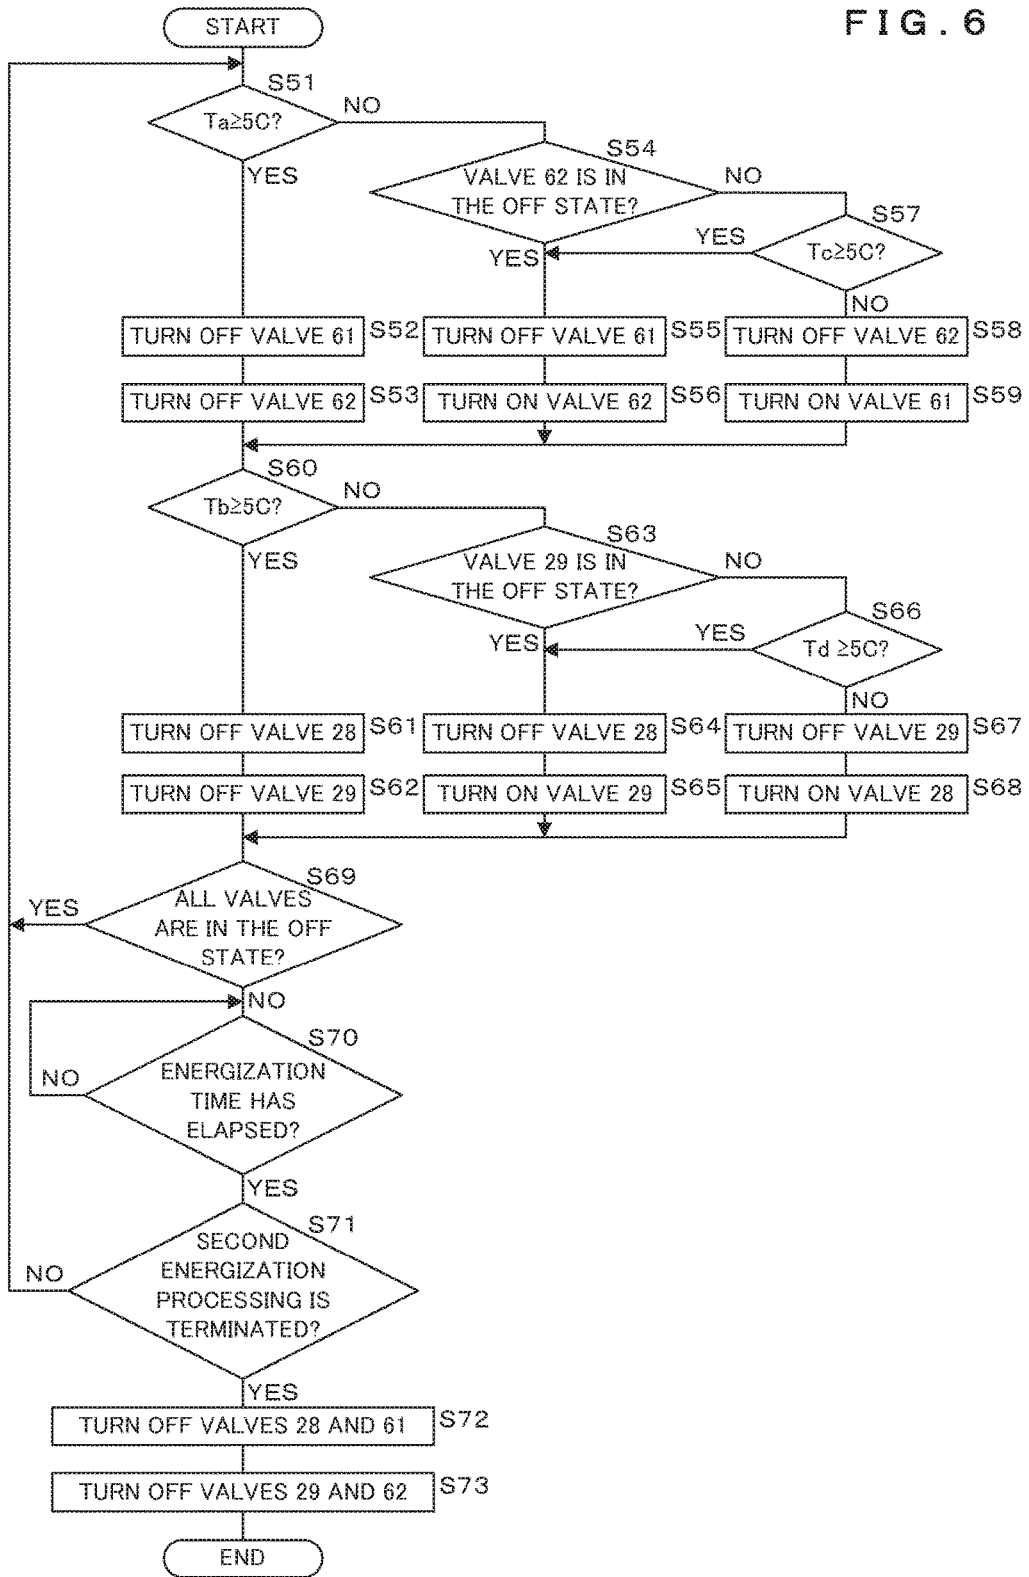 FIG. 6
START
S51
Ta≥5C?
NO
YES
S54
VALVE 62 IS IN
THE OFF STATE?
NO
YES
S57
Tc≥5C?
YES
NO
TURN OFF VALVE 61
S52
TURN OFF VALVE 61
S55
TURN OFF VALVE 62
S58
TURN OFF VALVE 62
S53
TURN ON VALVE 62
S56
TURN ON VALVE 61
S59
S60
Tb≥5C?
NO
YES
S63
VALVE 29 IS IN
THE OFF STATE?
NO
YES
S66
Td ≥5C?
YES
NO
TURN OFF VALVE 28
S61
TURN OFF VALVE 28
S64
TURN OFF VALVE 29
S67
TURN OFF VALVE 29
S62
TURN ON VALVE 29
S65
TURN ON VALVE 28
S68
S69
ALL VALVES
ARE IN THE OFF
STATE?
YES
NO
S70
ENERGIZATION
TIME HAS
ELAPSED?
NO
YES
S71
SECOND
ENERGIZATION
PROCESSING IS
TERMINATED?
NO
YES
TURN OFF VALVES 28 AND 61
S72
TURN OFF VALVES 29 AND 62
S73
END